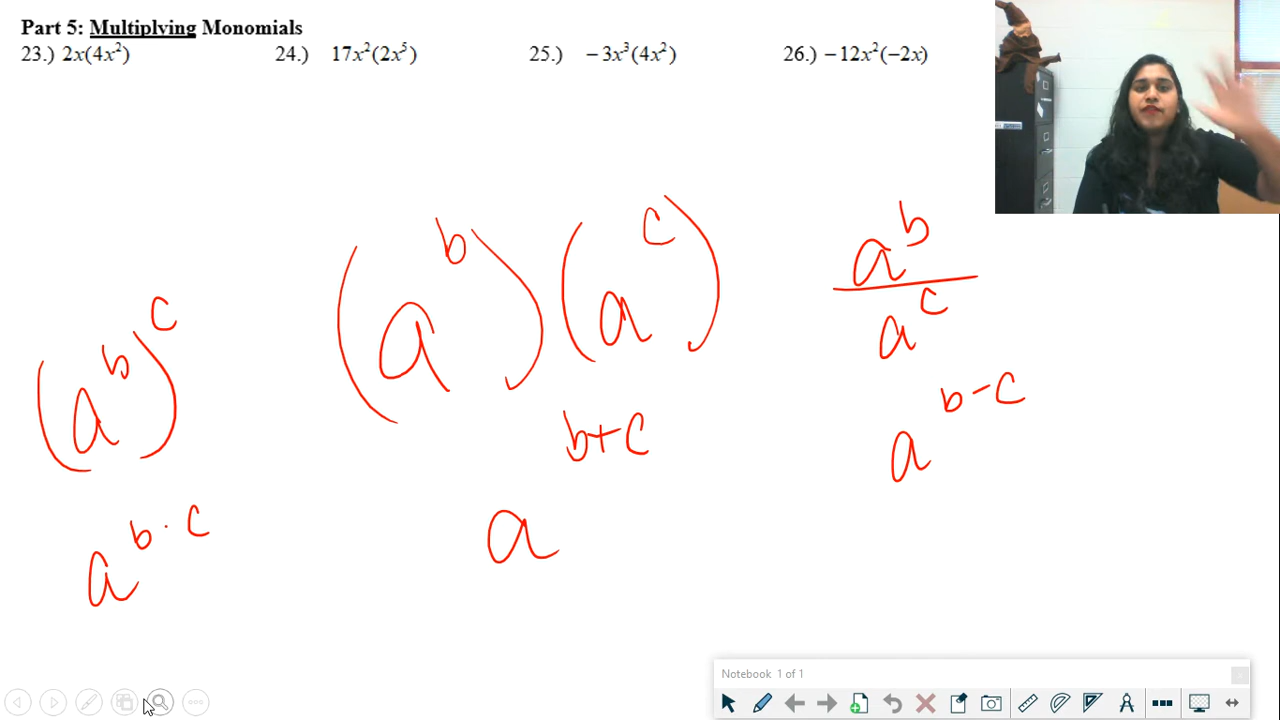 Part 5: Multiplying Monomials
23.) 2x(4x²) 24.) 17x²(2x⁵) 25.) −3x³(4x²) 26.) −12x²(−2x)
(a^b)^c
a^(b·c)
(a^b)(a^c)
a^(b+c)
a^b/a^c
a^(b−c)
Notebook 1 of 1